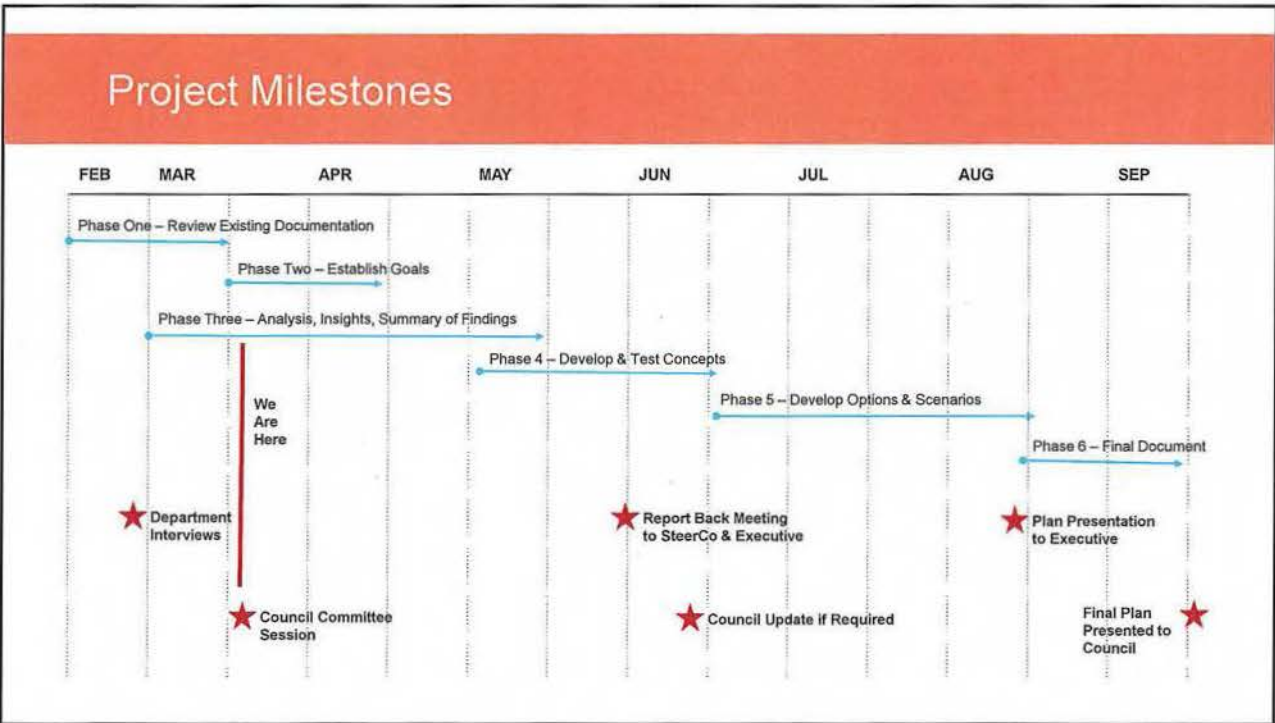 Project Milestones
FEB MAR APR MAY JUN JUL AUG SEP
Phase One – Review Existing Documentation
Phase Two – Establish Goals
Phase Three – Analysis, Insights, Summary of Findings
Phase 4 – Develop & Test Concepts
We
Are
Here
Phase 5 – Develop Options & Scenarios
Phase 6 – Final Document
Department
Interviews
Report Back Meeting
to SteerCo & Executive
Plan Presentation
to Executive
Council Committee
Session
Council Update if Required
Final Plan
Presented to
Council